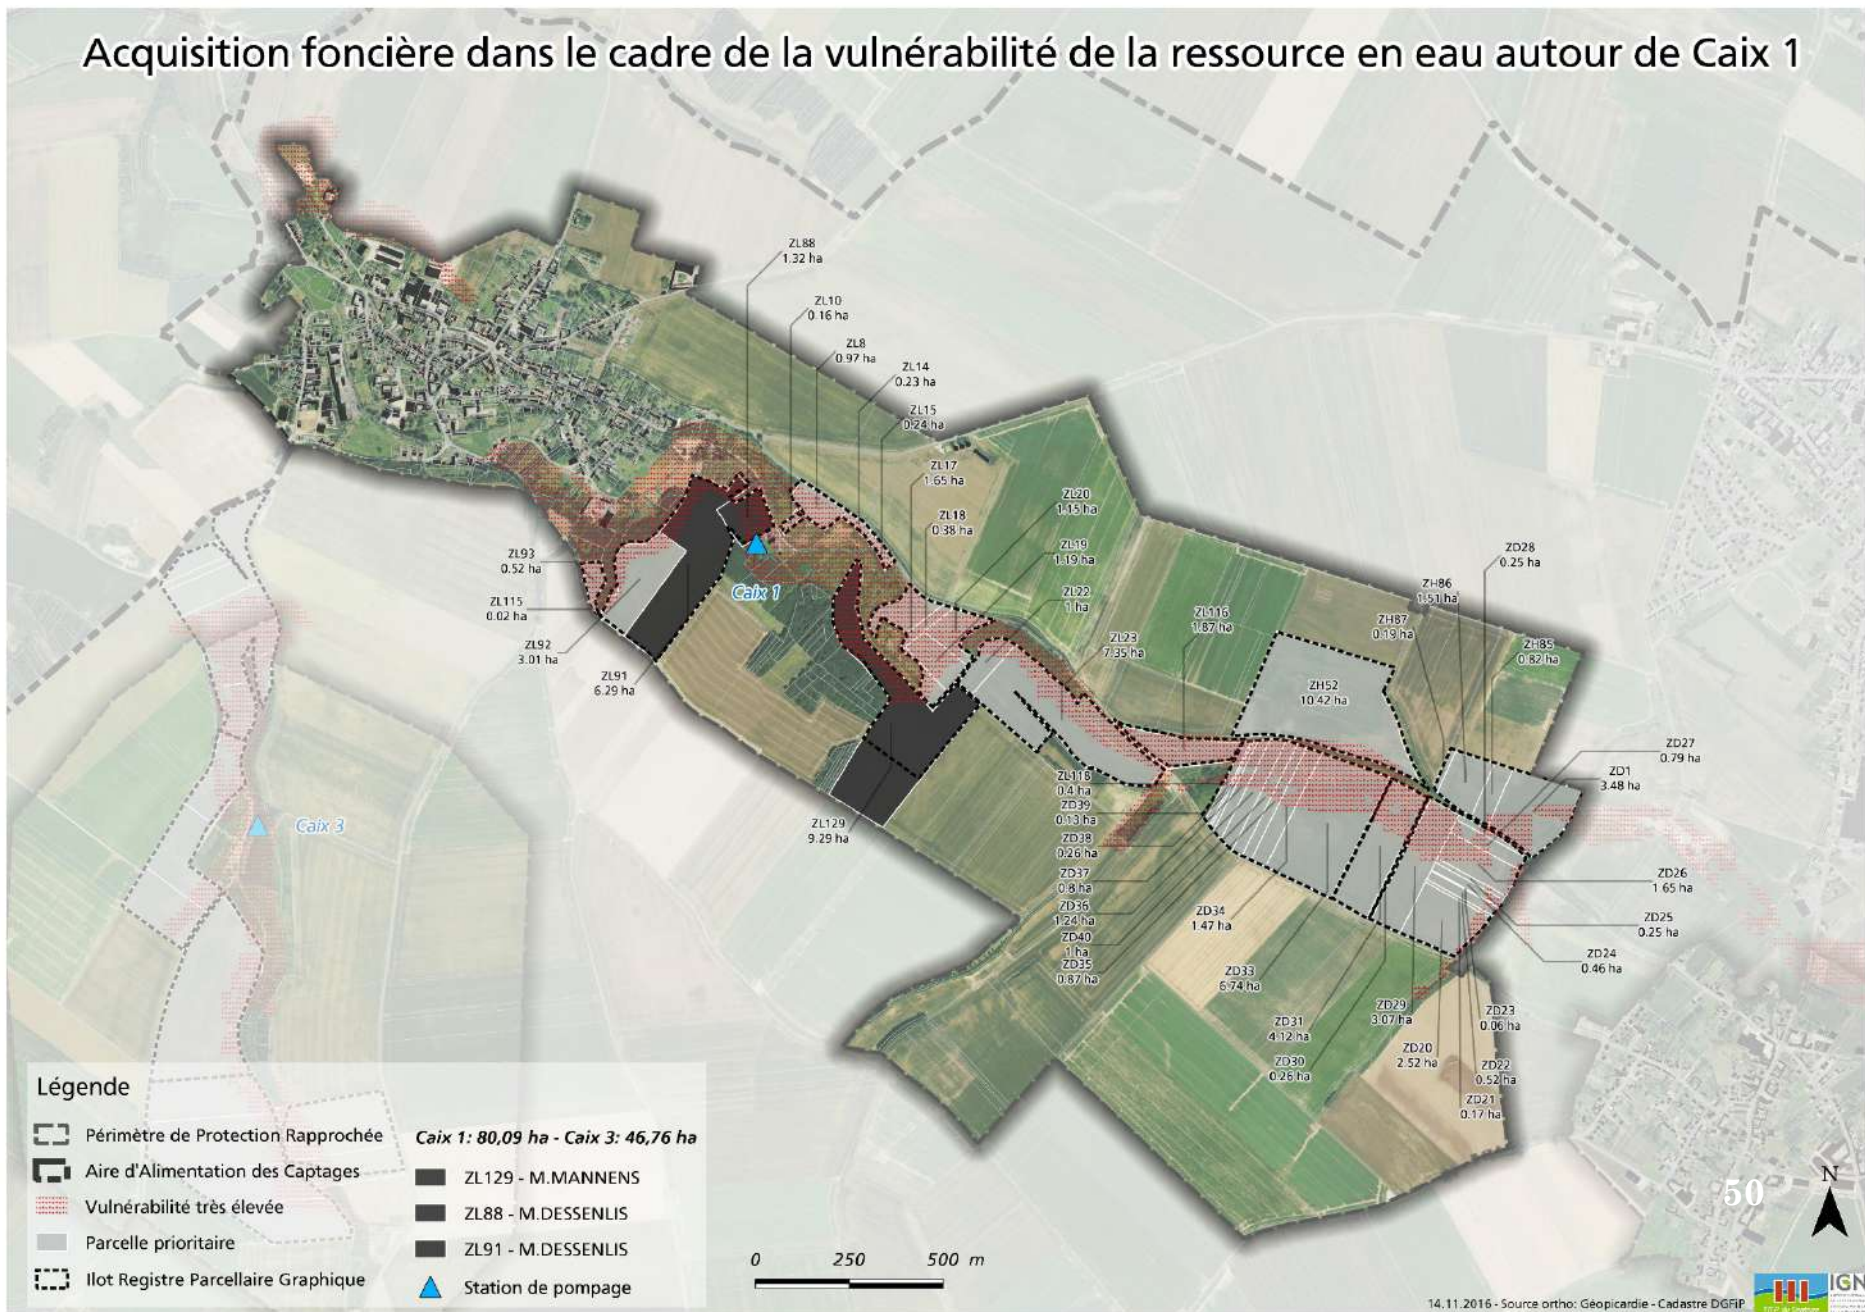 Acquisition foncière dans le cadre de la vulnérabilité de la ressource en eau autour de Caix 1
ZL88
1.32 ha
ZL10
0.16 ha
ZL8
0.97 ha
ZL14
0.23 ha
ZL15
0.24 ha
ZL17
1.65 ha
ZL18
0.38 ha
ZL20
1.15 ha
ZL19
1.19 ha
ZL22
1 ha
ZL23
7.35 ha
ZL116
1.87 ha
ZH52
10.42 ha
ZH87
0.19 ha
ZH86
1.51 ha
ZD28
0.25 ha
ZH85
0.82 ha
ZD27
0.79 ha
ZD1
3.48 ha
ZD26
1.65 ha
ZD25
0.25 ha
ZD24
0.46 ha
ZD23
0.06 ha
ZD22
0.52 ha
ZD21
0.17 ha
ZD20
2.52 ha
ZD29
3.07 ha
ZD31
4.12 ha
ZD30
0.26 ha
ZD33
6.74 ha
ZD34
1.47 ha
ZL118
0.4 ha
ZD39
0.13 ha
ZD38
0.26 ha
ZD37
0.8 ha
ZD36
1.24 ha
ZD40
1 ha
ZD35
0.87 ha
ZL93
0.52 ha
ZL115
0.02 ha
ZL92
3.01 ha
ZL91
6.29 ha
ZL129
9.29 ha
Caix 1
Caix 3
Légende
Périmètre de Protection Rapprochée
Aire d'Alimentation des Captages
Vulnérabilité très élevée
Parcelle prioritaire
Ilot Registre Parcellaire Graphique
Caix 1: 80,09 ha - Caix 3: 46,76 ha
ZL129 - M.MANNENS
ZL88 - M.DESSENLIS
ZL91 - M.DESSENLIS
Station de pompage
0 250 500 m
50
N
14.11.2016 - Source ortho: Géopicardie - Cadastre DGFiP
IGN